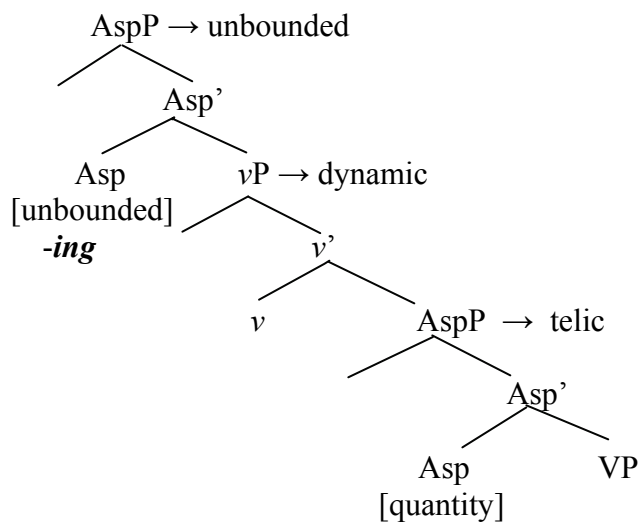 AspP → unbounded
Asp’
Asp vP → dynamic
[unbounded]
-ing v’
v AspP → telic
Asp’
Asp VP
[quantity]